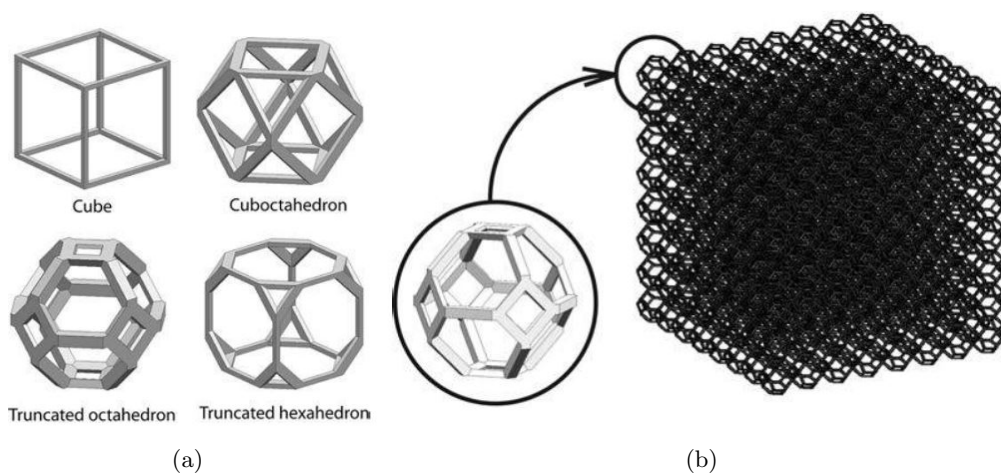 Cube
Cuboctahedron
Truncated octahedron
Truncated hexahedron
(a)
(b)